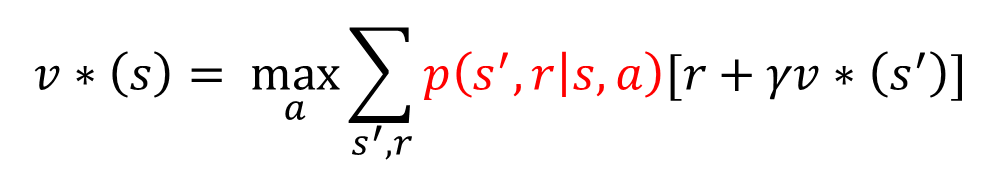 v ∗ (s) = max_a ∑_{s′,r} p(s′, r|s, a)[r + γv ∗ (s′)]